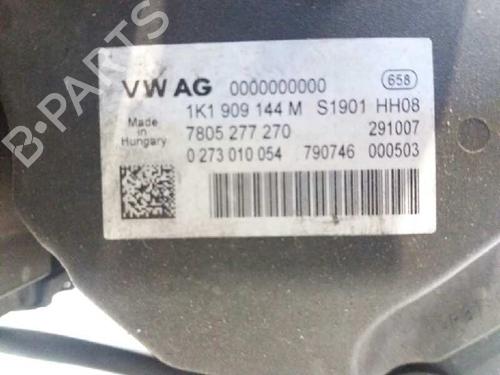 B-PARTS
VW AG 0000000000 658
1K1 909 144 M S1901 HH08
Made in Hungary
7805 277 270 291007
0 273 010 054 790746 000503